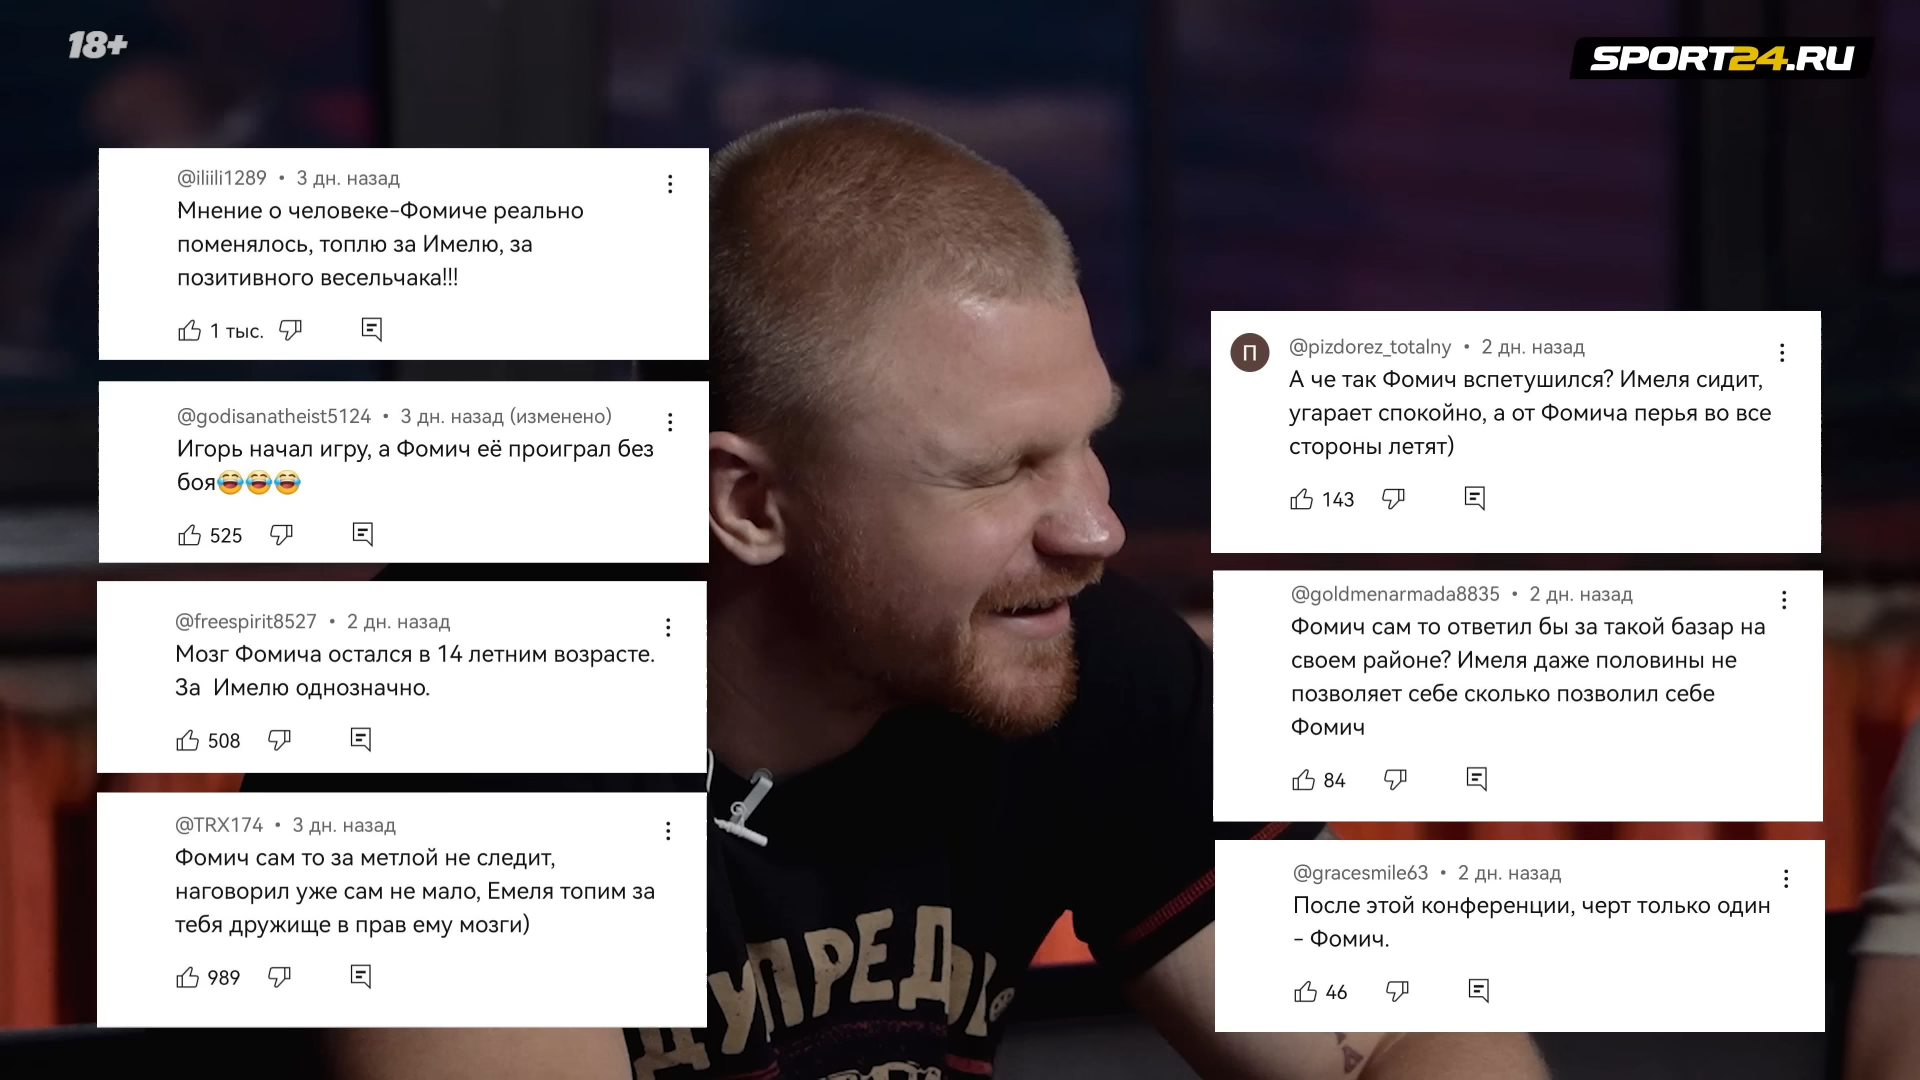 18+
SPORT24.RU
@iliili1289 • 3 дн. назад
Мнение о человеке-Фомиче реально
поменялось, топлю за Имелю, за
позитивного весельчака!!!
1 тыс.
@godisanatheist5124 • 3 дн. назад (изменено)
Игорь начал игру, а Фомич её проиграл без
боя😂😂😂
525
@freespirit8527 • 2 дн. назад
Мозг Фомича остался в 14 летним возрасте.
За Имелю однозначно.
508
@TRX174 • 3 дн. назад
Фомич сам то за метлой не следит,
наговорил уже сам не мало, Емеля топим за
тебя дружище в прав ему мозги)
989
П
@pizdorez_totalny • 2 дн. назад
А че так Фомич вспетушился? Имеля сидит,
угарает спокойно, а от Фомича перья во все
стороны летят)
143
@goldmenarmada8835 • 2 дн. назад
Фомич сам то ответил бы за такой базар на
своем районе? Имеля даже половины не
позволяет себе сколько позволил себе
Фомич
84
@gracesmile63 • 2 дн. назад
После этой конференции, черт только один
- Фомич.
46